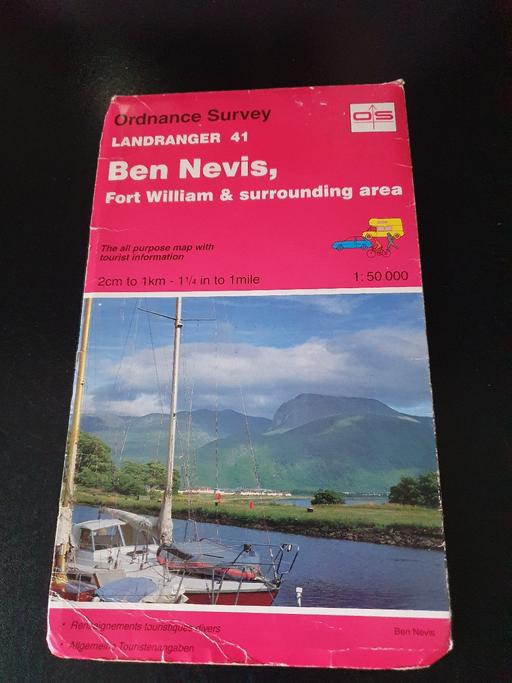 Ordnance Survey
OS
LANDRANGER 41
Ben Nevis,
Fort William & surrounding area
The all purpose map with
tourist information
2cm to 1km - 1¼ in to 1mile
1:50 000
• Renseignements touristiques divers
• Allgemeine Touristenangaben
Ben Nevis